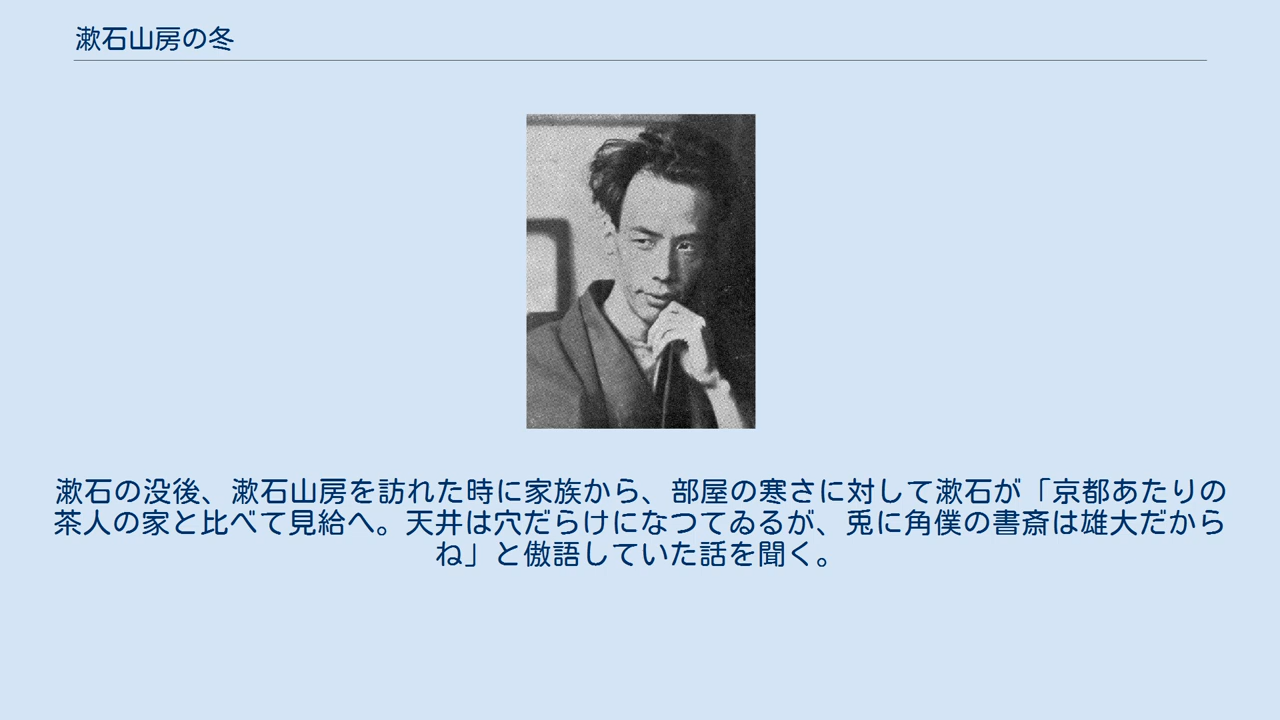 漱石山房の冬
漱石の没後、漱石山房を訪れた時に家族から、部屋の寒さに対して漱石が「京都あたりの
茶人の家と比べて見給へ。天井は穴だらけになつてゐるが、兎に角僕の書斎は雄大だから
ね」と傲語していた話を聞く。